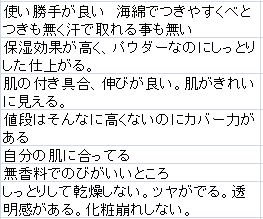 使い勝手が良い　海綿でつきやすくべと
つきも無く汗で取れる事も無い
保湿効果が高く、パウダーなのにしっとり
した仕上がる。
肌の付き具合、伸びが良い。肌がきれい
に見える。
値段はそんなに高くないのにカバー力が
ある
自分の肌に合ってる
無香料でのびがいいところ
しっとりして乾燥しない。ツヤがでる。透
明感がある。化粧崩れしない。